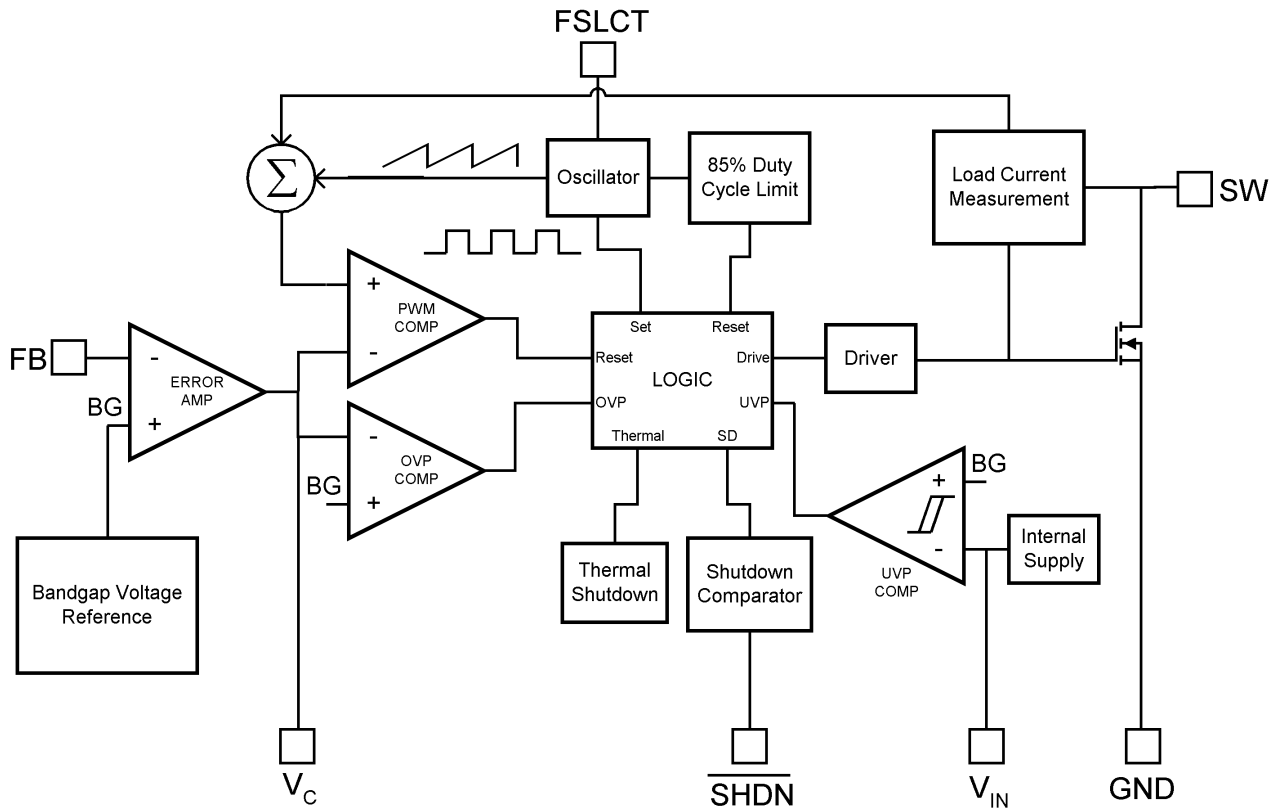 FSLCT
Σ
Oscillator
85% Duty
Cycle Limit
Load Current
Measurement
SW
+
PWM
COMP
-
Set
Reset
FB
-
ERROR
AMP
BG
+
Reset
Drive
LOGIC
OVP
UVP
Thermal
SD
Driver
-
OVP
COMP
BG
+
BG
+
-
UVP
COMP
Internal
Supply
Bandgap Voltage
Reference
Thermal
Shutdown
Shutdown
Comparator
VC
SHDN
VIN
GND